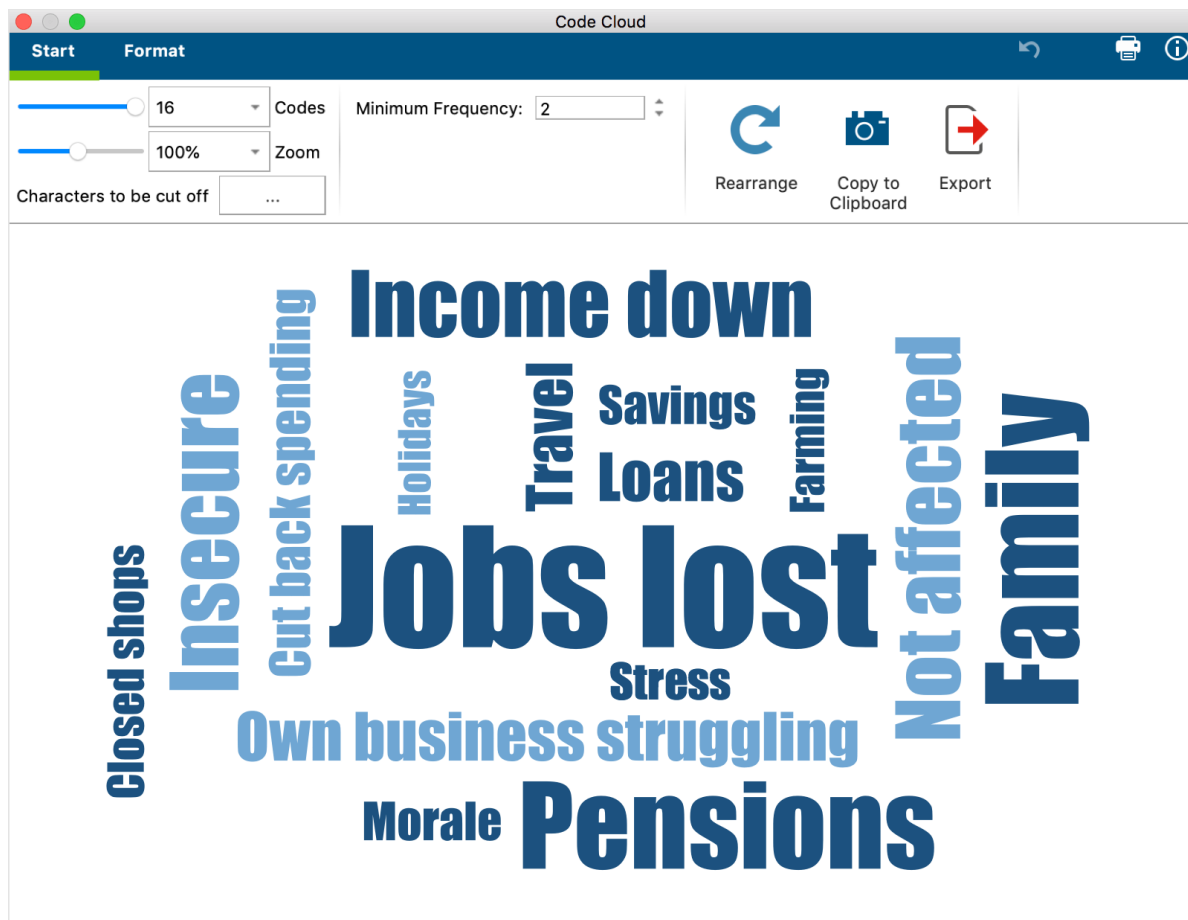 Code Cloud
Start Format
16 Codes
Minimum Frequency: 2
100% Zoom
Characters to be cut off ...
Rearrange
Copy to
Clipboard
Export
Income down
Cut back spending
Insecure
Holidays
Travel
Savings
Farming
Loans
Not affected
Family
Jobs lost
Closed shops
Stress
Own business struggling
Morale
Pensions